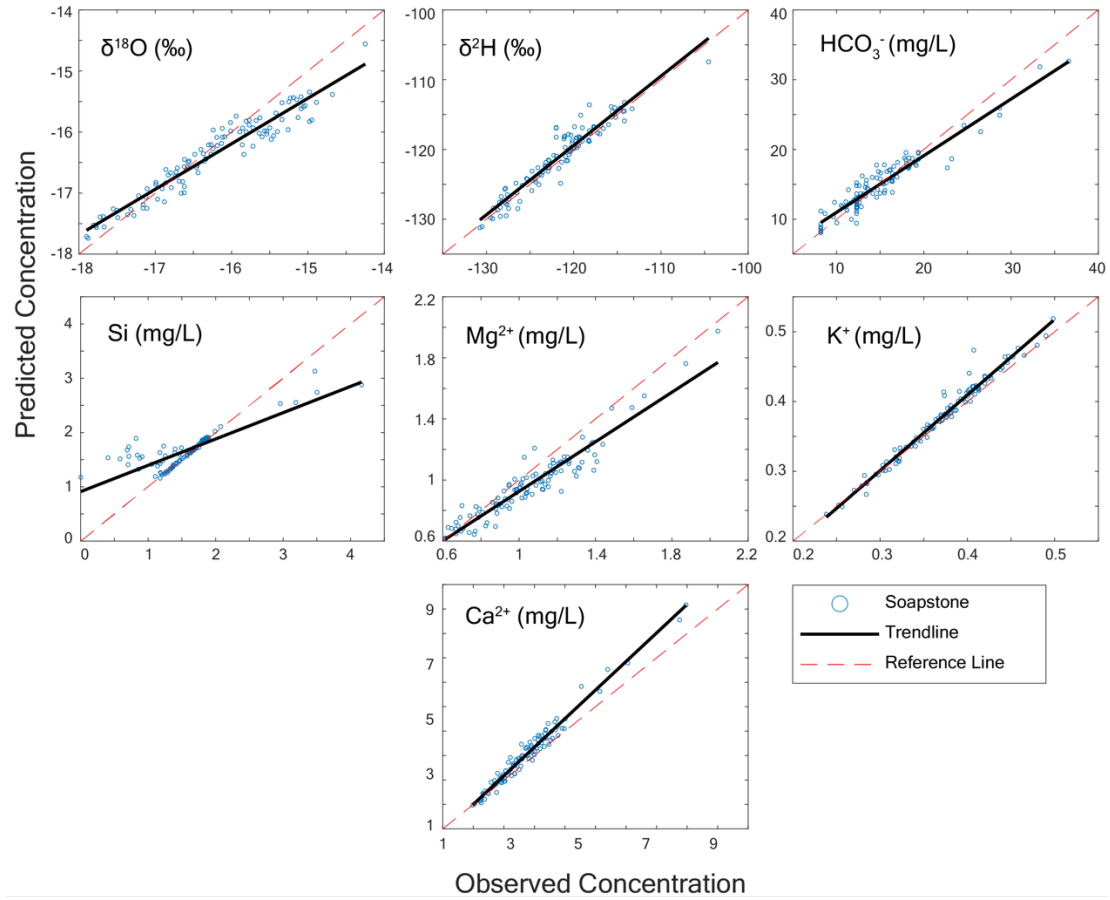 δ¹⁸O (‰)
-14
-15
-16
-17
-18
-18 -17 -16 -15 -14
δ²H (‰)
-100
-110
-120
-130
-130 -120 -110 -100
HCO₃⁻ (mg/L)
40
30
20
10
10 20 30 40
Predicted Concentration
Si (mg/L)
4
3
2
1
0
0 1 2 3 4
Mg²⁺ (mg/L)
2.2
1.8
1.4
1
0.6
0.6 1 1.4 1.8 2.2
K⁺ (mg/L)
0.5
0.4
0.3
0.2
0.2 0.3 0.4 0.5
Ca²⁺ (mg/L)
9
7
5
3
1
1 3 5 7 9
Soapstone
Trendline
Reference Line
Observed Concentration